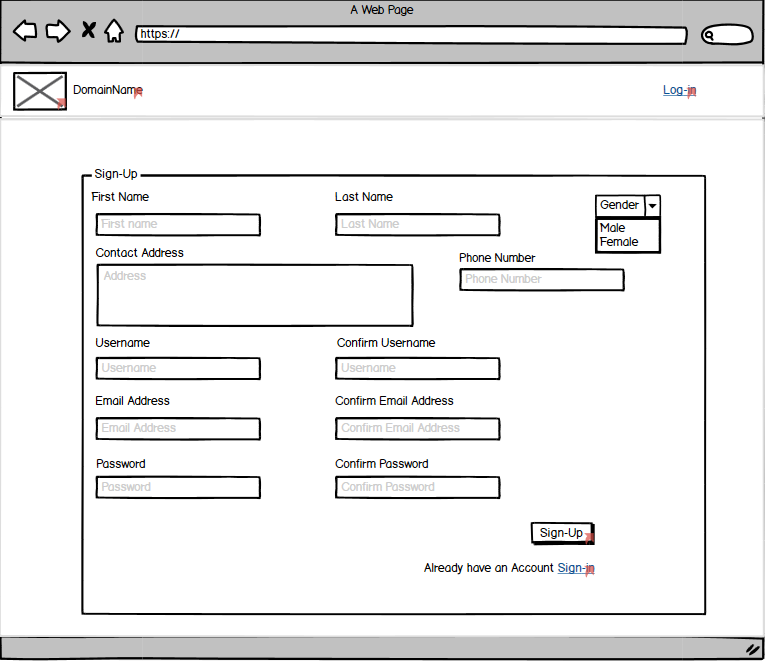 A Web Page
https://
DomainName
Log-in
Sign-Up
First Name
Last Name
Gender
First name
Last Name
Male
Female
Contact Address
Phone Number
Address
Phone Number
Username
Confirm Username
Username
Username
Email Address
Confirm Email Address
Email Address
Confirm Email Address
Password
Confirm Password
Password
Confirm Password
Sign-Up
Already have an Account Sign-in